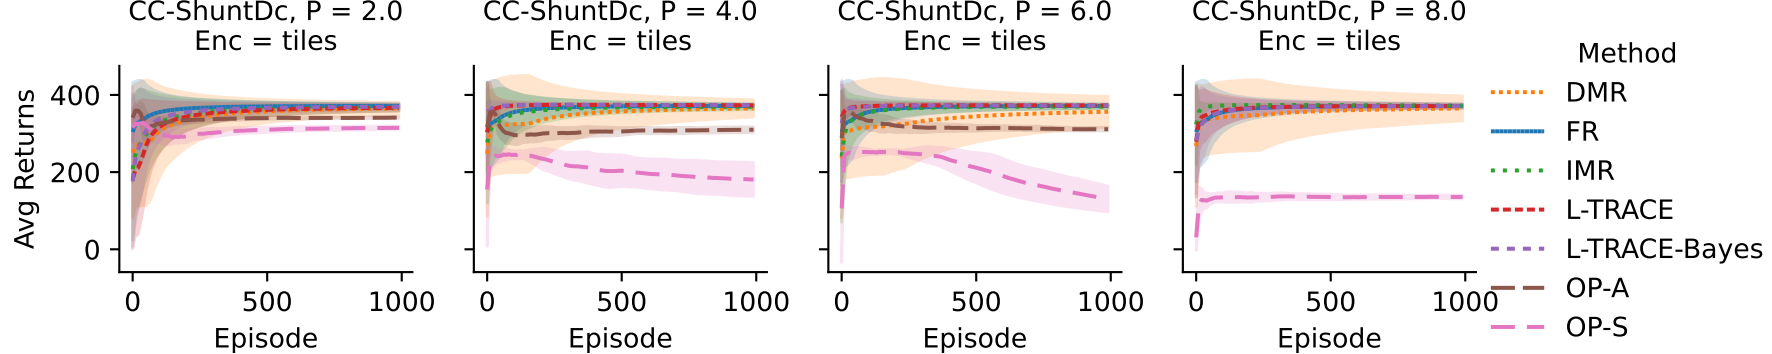 CC-ShuntDc, P = 2.0
Enc = tiles
CC-ShuntDc, P = 4.0
Enc = tiles
CC-ShuntDc, P = 6.0
Enc = tiles
CC-ShuntDc, P = 8.0
Enc = tiles
Avg Returns
400
200
0
0 500 1000
Episode
0 500 1000
Episode
0 500 1000
Episode
0 500 1000
Episode
Method
DMR
FR
IMR
L-TRACE
L-TRACE-Bayes
OP-A
OP-S